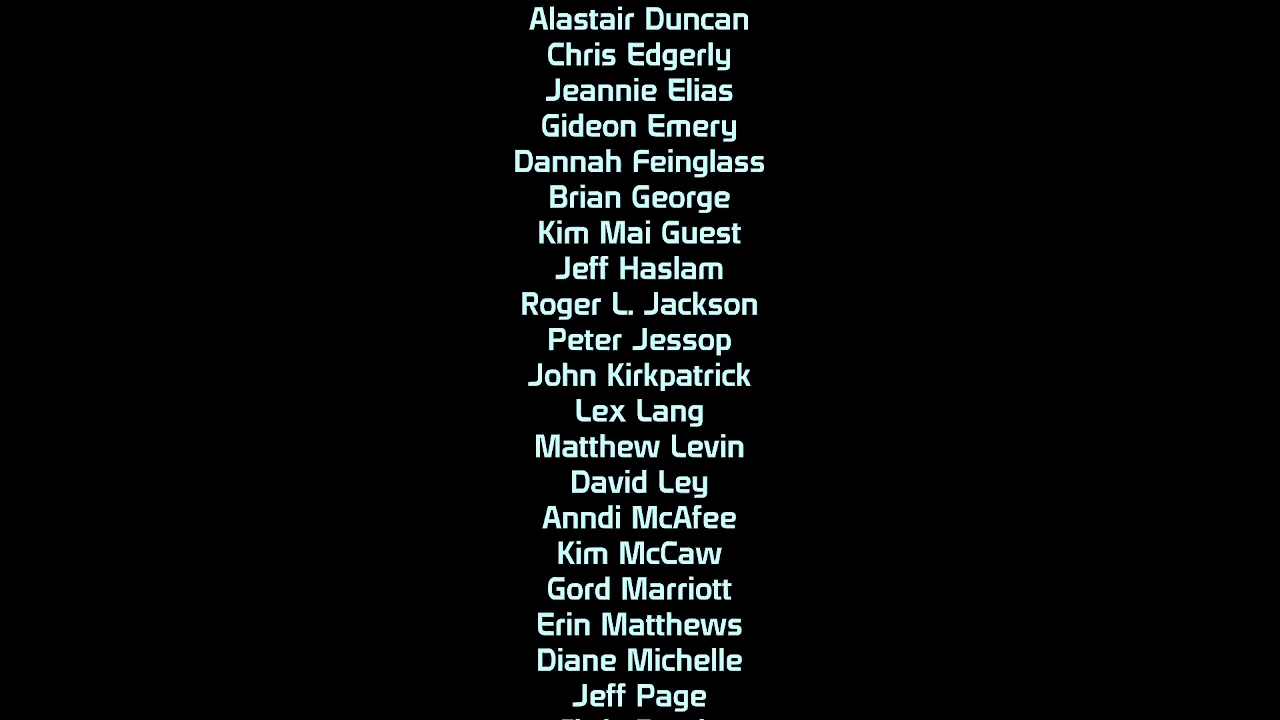 Alastair Duncan
Chris Edgerly
Jeannie Elias
Gideon Emery
Dannah Feinglass
Brian George
Kim Mai Guest
Jeff Haslam
Roger L. Jackson
Peter Jessop
John Kirkpatrick
Lex Lang
Matthew Levin
David Ley
Anndi McAfee
Kim McCaw
Gord Marriott
Erin Matthews
Diane Michelle
Jeff Page